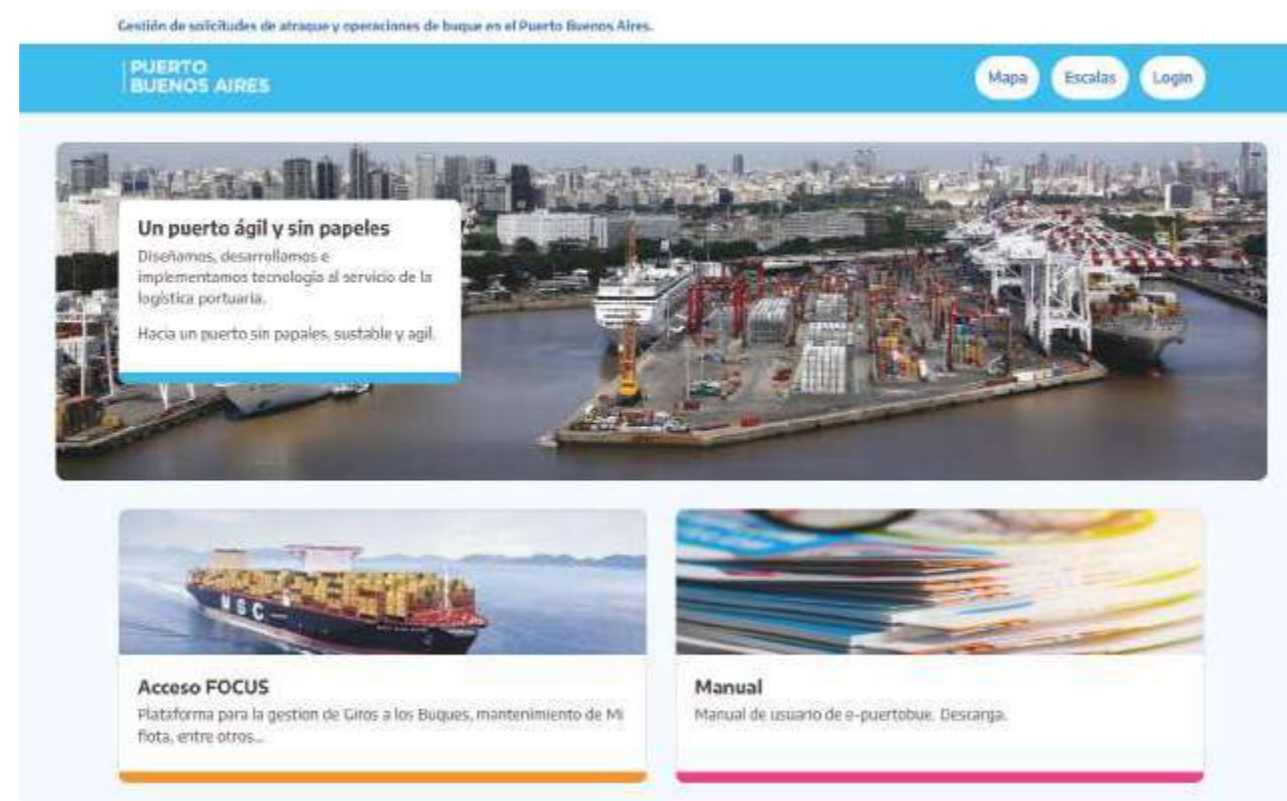 Gestión de solicitudes de atraque y operaciones de buque en el Puerto Buenos Aires.
PUERTO
BUENOS AIRES
Mapa
Escalas
Login
Un puerto ágil y sin papeles
Diseñamos, desarrollamos e
implementamos tecnología al servicio de la
logística portuaria.
Hacia un puerto sin papales, sustable y agil.
MSC
Acceso FOCUS
Plataforma para la gestion de Giros a los Buques, mantenimiento de Mi
flota, entre otros...
Manual
Manual de usuario de e-puertobue. Descarga.